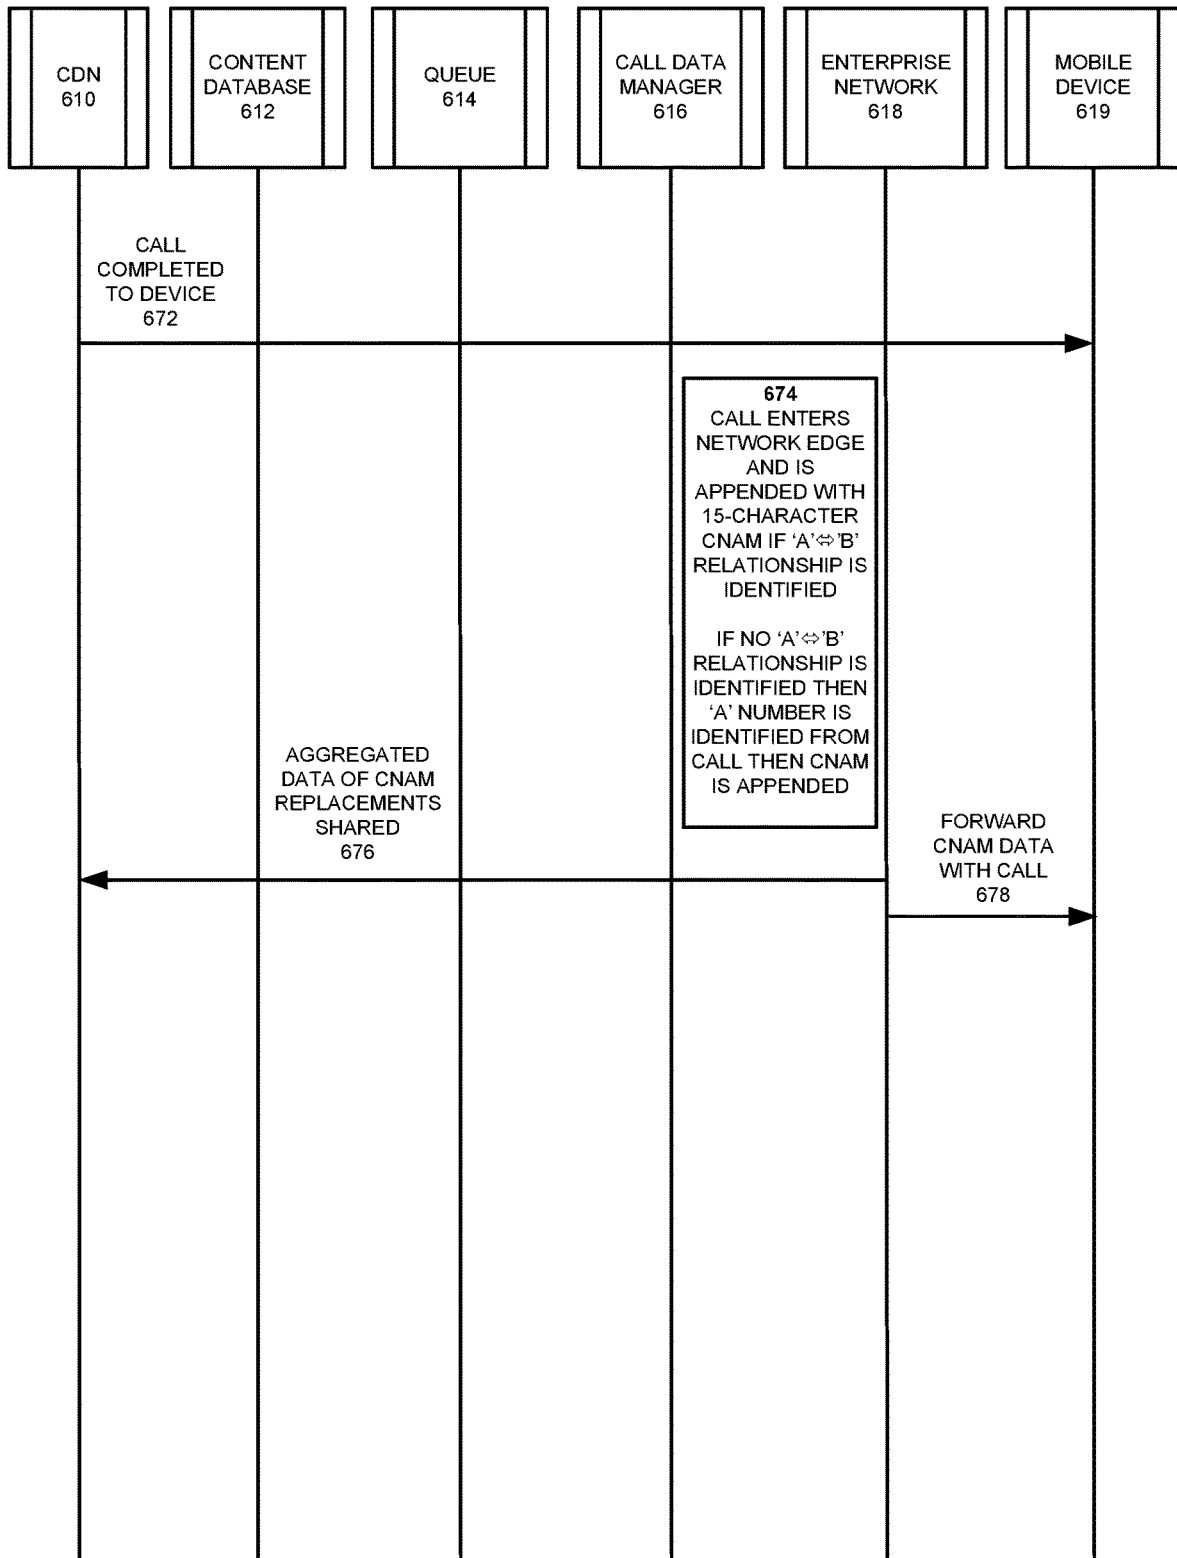 CDN
610
CONTENT
DATABASE
612
QUEUE
614
CALL DATA
MANAGER
616
ENTERPRISE
NETWORK
618
MOBILE
DEVICE
619
CALL
COMPLETED
TO DEVICE
672
674
CALL ENTERS
NETWORK EDGE
AND IS
APPENDED WITH
15-CHARACTER
CNAM IF ‘A’⇔’B’
RELATIONSHIP IS
IDENTIFIED
IF NO ‘A’⇔’B’
RELATIONSHIP IS
IDENTIFIED THEN
‘A’ NUMBER IS
IDENTIFIED FROM
CALL THEN CNAM
IS APPENDED
AGGREGATED
DATA OF CNAM
REPLACEMENTS
SHARED
676
FORWARD
CNAM DATA
WITH CALL
678